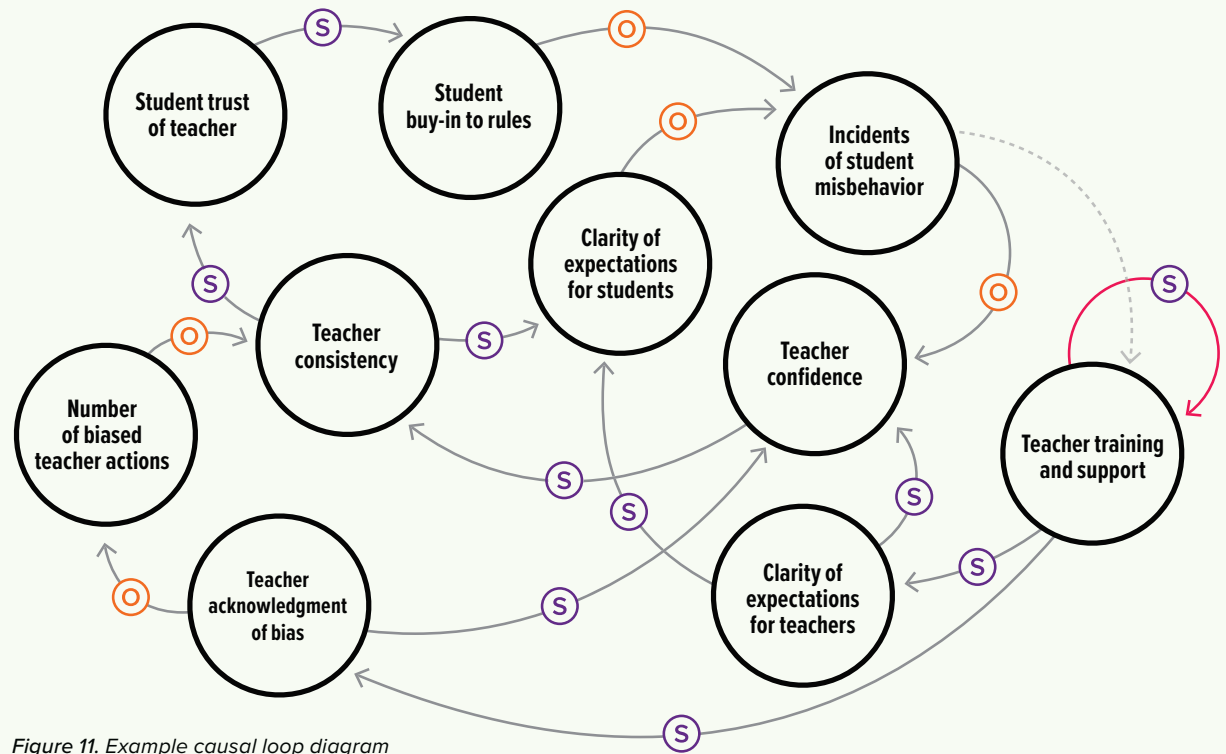 S
O
Student trust
of teacher
Student
buy-in to rules
O
Incidents
of student
misbehavior
Clarity of
expectations
for students
S
S
O
Teacher
consistency
S
O
Teacher
confidence
S
Number
of biased
teacher actions
Teacher training
and support
S
S
S
Teacher
acknowledgment
of bias
O
S
Clarity of
expectations
for teachers
S
S
Figure 11. Example causal loop diagram